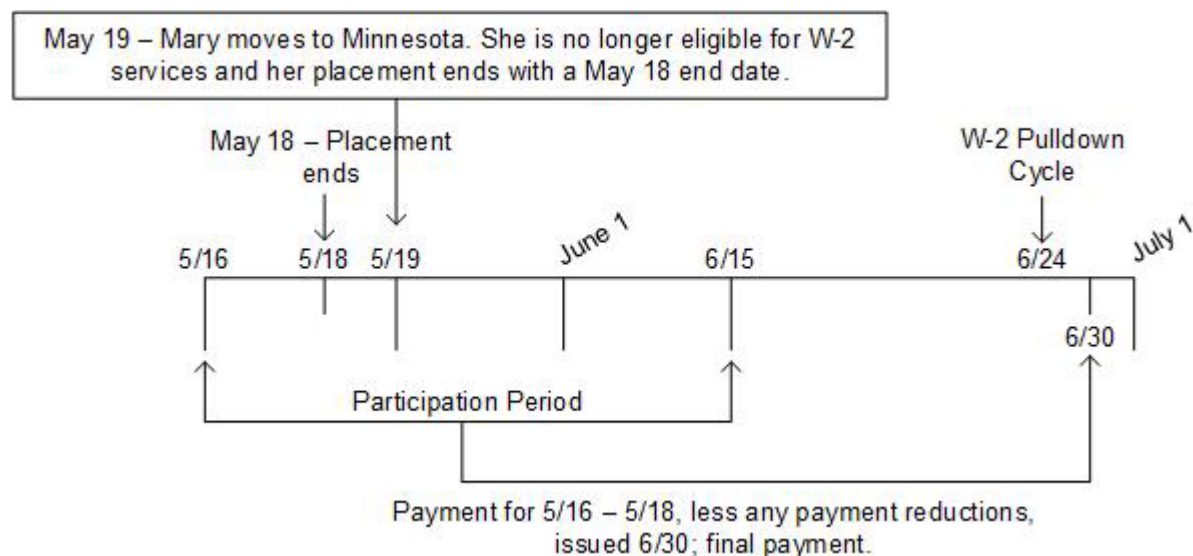 May 19 – Mary moves to Minnesota. She is no longer eligible for W-2
services and her placement ends with a May 18 end date.
May 18 – Placement
ends
W-2 Pulldown
Cycle
5/16
5/18
5/19
June 1
6/15
6/24
July 1
6/30
Participation Period
Payment for 5/16 – 5/18, less any payment reductions,
issued 6/30; final payment.